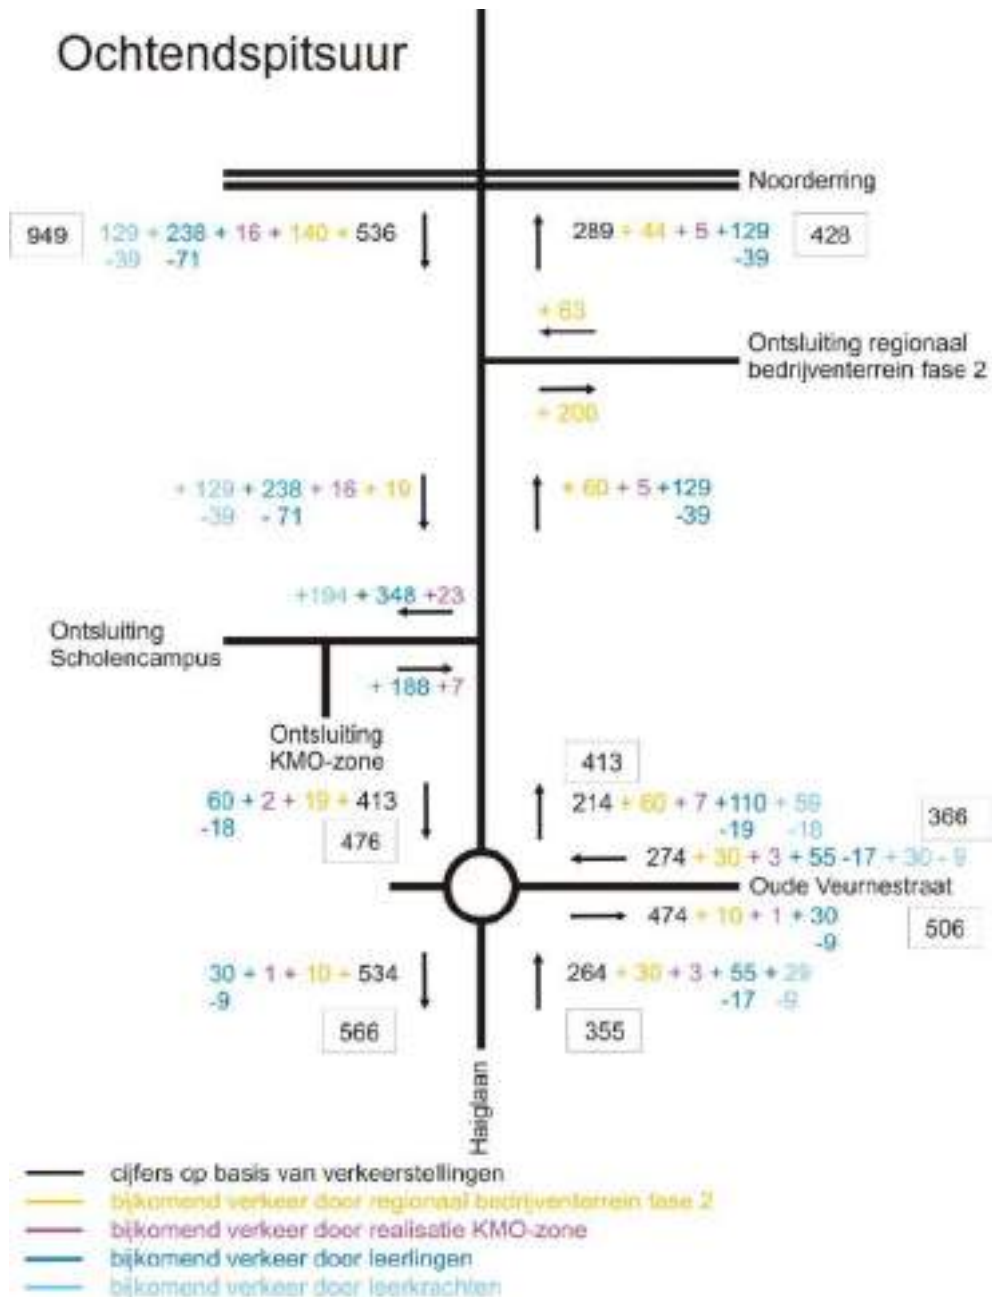 Ochtendspitsuur
Noorderring
949 129 + 238 + 16 + 140 + 536
-39 -71
289 + 44 + 5 +129 428
-39
+ 63
Ontsluiting regionaal
bedrijventerrein fase 2
+ 200
+ 129 + 238 + 16 + 19
-39 - 71
+ 60 + 5 +129
-39
+194 + 348 +23
Ontsluiting
Scholencampus
+ 188 +7
Ontsluiting
KMO-zone
60 + 2 + 19 + 413
-18
476
413
214 + 60 + 7 +110 + 59
-19 -18
366
274 + 30 + 3 + 55 -17 + 30 - 9
Oude Veurnestraat
474 + 10 + 1 + 30
-9
506
30 + 1 + 10 + 534
-9
566
264 + 30 + 3 + 55 + 29
-17 -9
355
Haiglaan
cijfers op basis van verkeerstellingen
bijkomend verkeer door regionaal bedrijventerrein fase 2
bijkomend verkeer door realisatie KMO-zone
bijkomend verkeer door leerlingen
bijkomend verkeer door leerkrachten